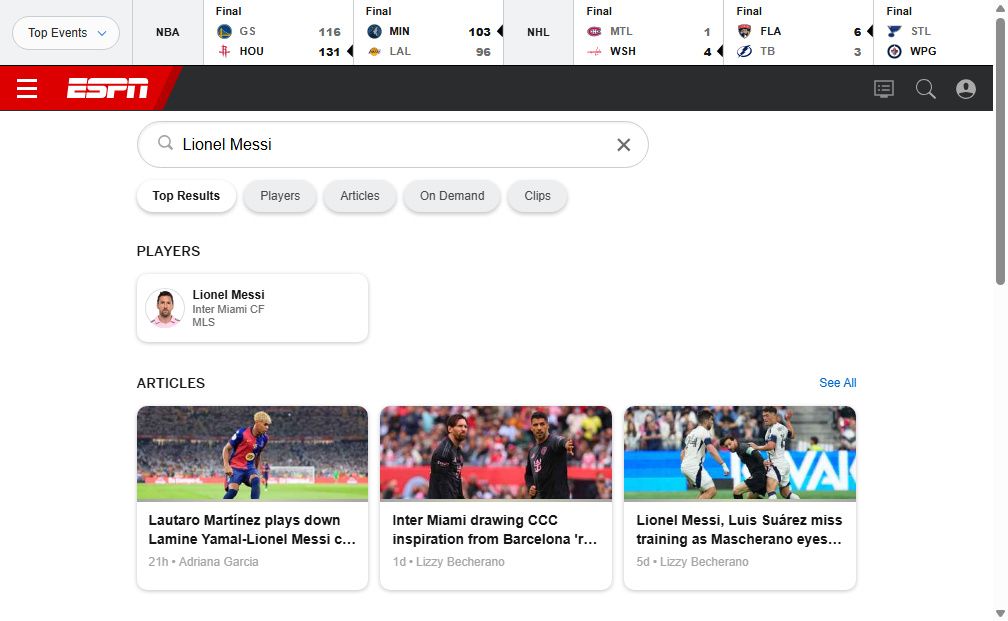 Top Events
NBA
Final
GS 116
HOU 131
Final
MIN 103
LAL 96
NHL
Final
MTL 1
WSH 4
Final
FLA 6
TB 3
Final
STL
WPG
ESPN
Lionel Messi
Top Results
Players
Articles
On Demand
Clips
PLAYERS
Lionel Messi
Inter Miami CF
MLS
ARTICLES
See All
Lautaro Martínez plays down
Lamine Yamal-Lionel Messi c...
21h • Adriana Garcia
Inter Miami drawing CCC
inspiration from Barcelona 'r...
1d • Lizzy Becherano
Lionel Messi, Luis Suárez miss
training as Mascherano eyes...
5d • Lizzy Becherano